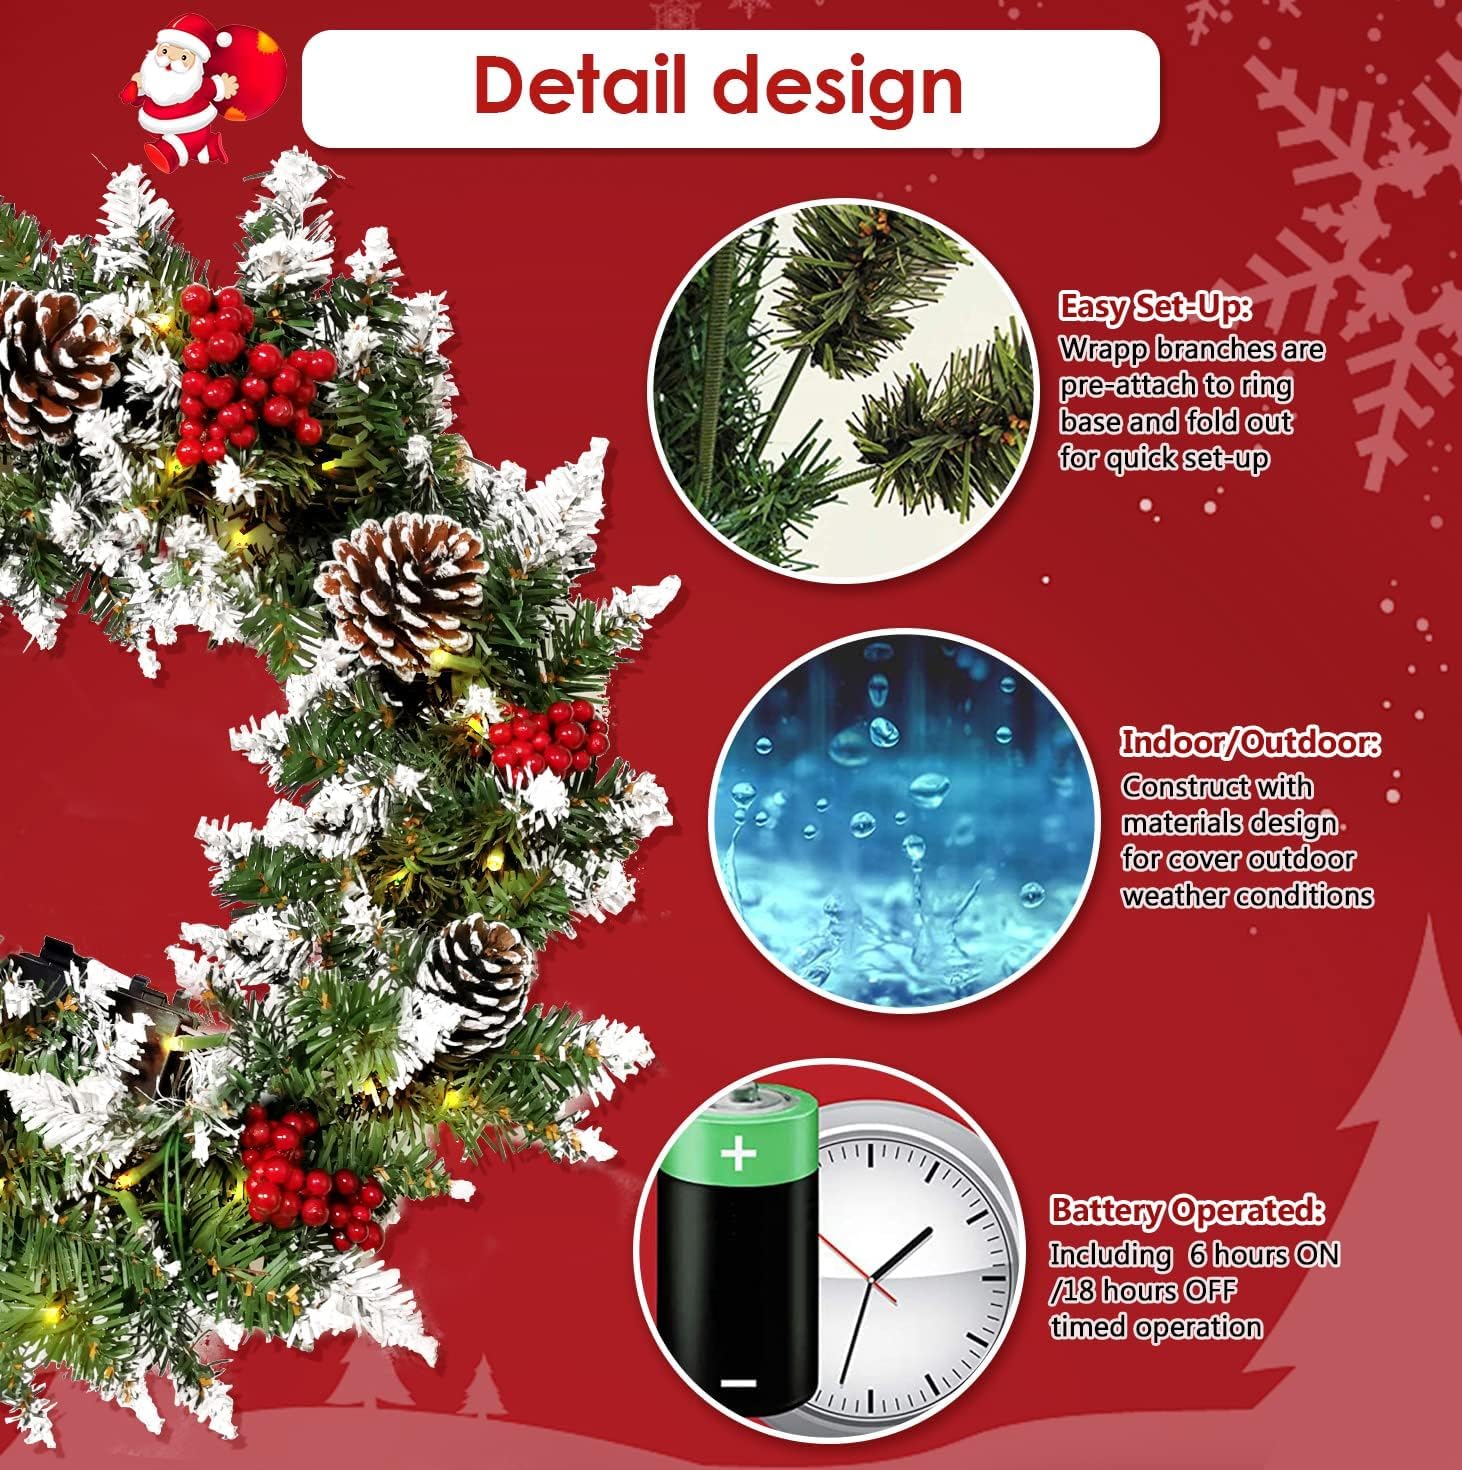 Detail design
Easy Set-Up:
Wrapp branches are
pre-attach to ring
base and fold out
for quick set-up
Indoor/Outdoor:
Construct with
materials design
for cover outdoor
weather conditions
+
−
Battery Operated:
Including 6 hours ON
/18 hours OFF
timed operation